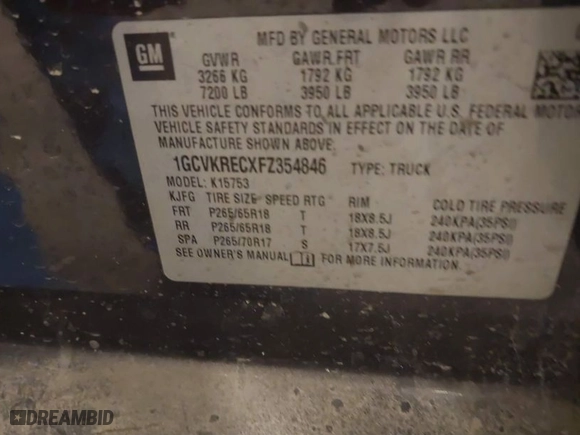 GM
MFD BY GENERAL MOTORS LLC
GVWR GAWR FRT GAWR RR
3266 KG 1792 KG 1792 KG
7200 LB 3950 LB 3950 LB
THIS VEHICLE CONFORMS TO ALL APPLICABLE U.S. FEDERAL MOTOR
VEHICLE SAFETY STANDARDS IN EFFECT ON THE DATE OF
MANUFACTURE SHOWN ABOVE.
1GCVKRECXFZ354846 TYPE: TRUCK
MODEL: K15753
KJFG TIRE SIZE SPEED RTG RIM COLD TIRE PRESSURE
FRT P265/65R18 T 18X8.5J 240KPA(35PSI)
RR P265/65R18 T 18X8.5J 240KPA(35PSI)
SPA P265/70R17 S 17X7.5J 240KPA(35PSI)
SEE OWNER'S MANUAL FOR MORE INFORMATION.
DREAMBID